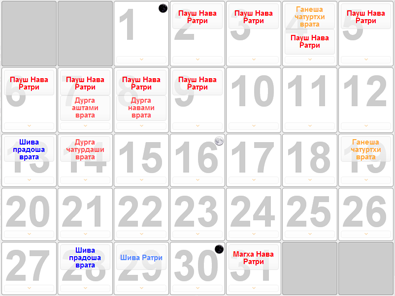 1
2
Пауш Нава
Ратри
3
Пауш Нава
Ратри
4
Ганеша
чатуртхи
врата
Пауш Нава
Ратри
5
Пауш Нава
Ратри
6
Пауш Нава
Ратри
7
Пауш Нава
Ратри
Дурга
аштами
врата
8
Пауш Нава
Ратри
Дурга
навами
врата
9
Пауш Нава
Ратри
10
11
12
13
Шива
прадоша
врата
14
Дурга
чатурдаши
врата
15
16
17
18
19
Ганеша
чатуртхи
врата
20
21
22
23
24
25
26
27
28
Шива
прадоша
врата
29
Шива Ратри
30
31
Магха Нава
Ратри